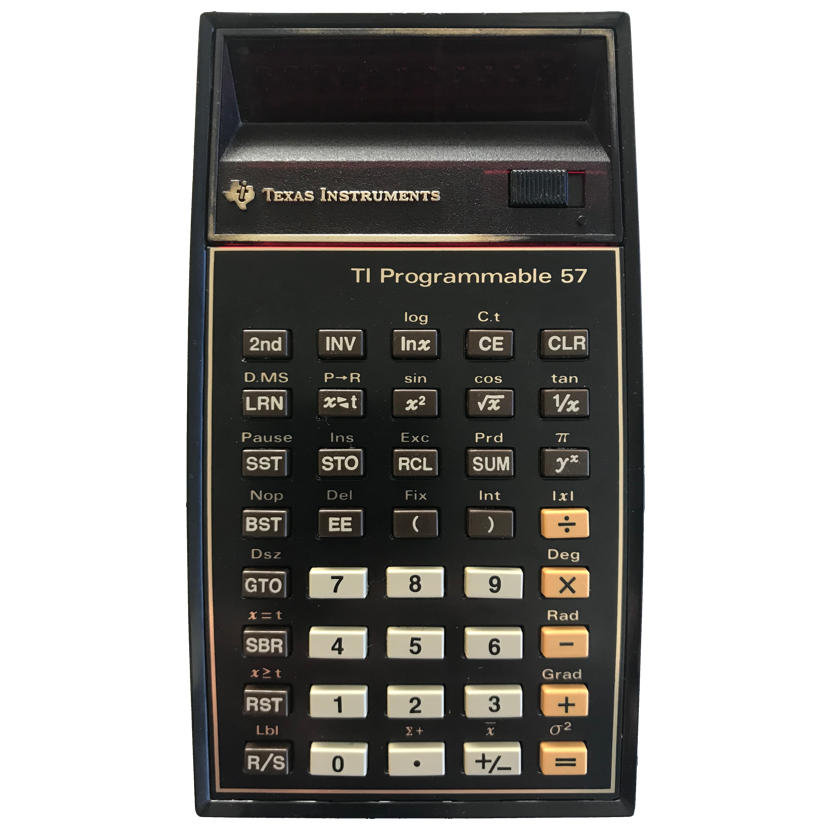 TEXAS INSTRUMENTS
TI Programmable 57
log C.t
2nd INV lnx CE CLR
D.MS P→R sin cos tan
LRN x⇄t x² √x 1/x
Pause Ins Exc Prd π
SST STO RCL SUM yˣ
Nop Del Fix Int |x|
BST EE ( ) ÷
Dsz Deg
GTO 7 8 9 ×
x=t Rad
SBR 4 5 6 −
x≥t Grad
RST 1 2 3 +
Lbl Σ+ x̄ σ²
R/S 0 . +/− =